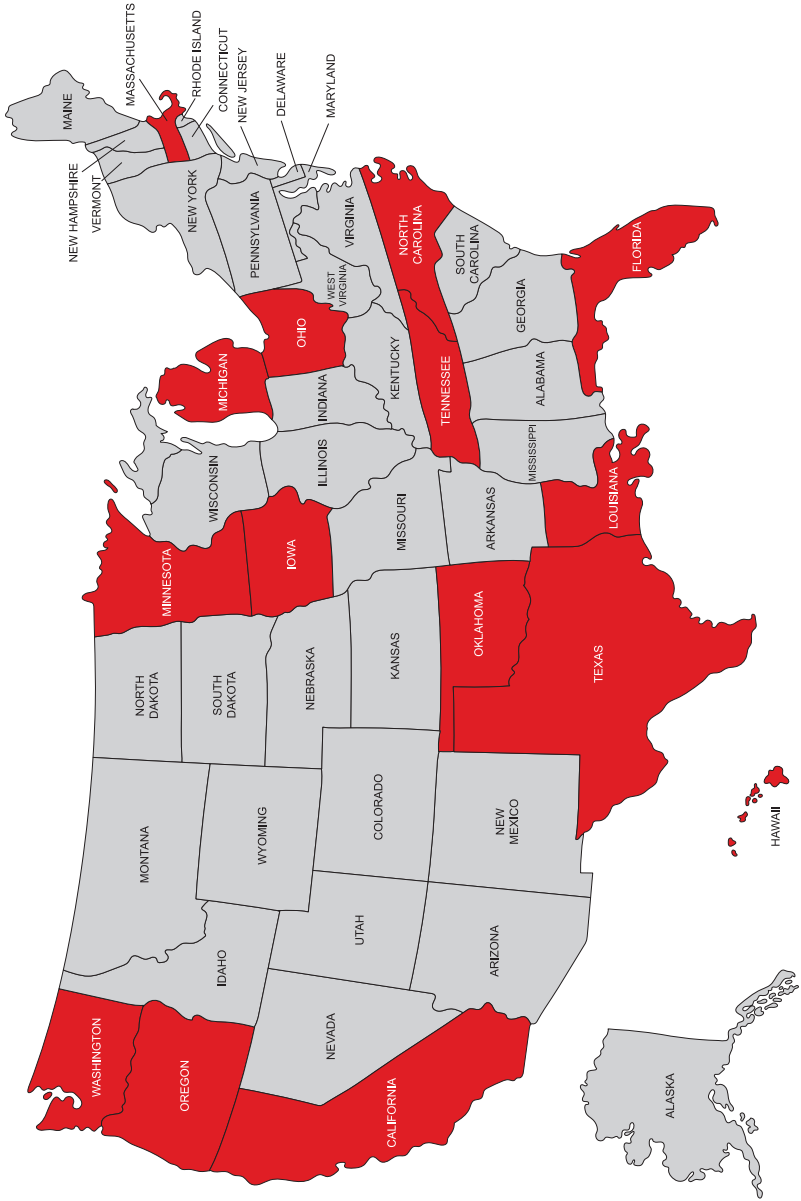 WASHINGTON
OREGON
CALIFORNIA
NEVADA
IDAHO
MONTANA
WYOMING
UTAH
ARIZONA
COLORADO
NEW
MEXICO
NORTH
DAKOTA
SOUTH
DAKOTA
NEBRASKA
KANSAS
OKLAHOMA
TEXAS
MINNESOTA
IOWA
MISSOURI
ARKANSAS
LOUISIANA
WISCONSIN
ILLINOIS
MICHIGAN
INDIANA
OHIO
KENTUCKY
TENNESSEE
MISSISSIPPI
ALABAMA
GEORGIA
FLORIDA
SOUTH
CAROLINA
NORTH
CAROLINA
VIRGINIA
WEST
VIRGINIA
PENNSYLVANIA
NEW YORK
VERMONT
NEW HAMPSHIRE
MAINE
MASSACHUSETTS
RHODE ISLAND
CONNECTICUT
NEW JERSEY
DELAWARE
MARYLAND
ALASKA
HAWAII